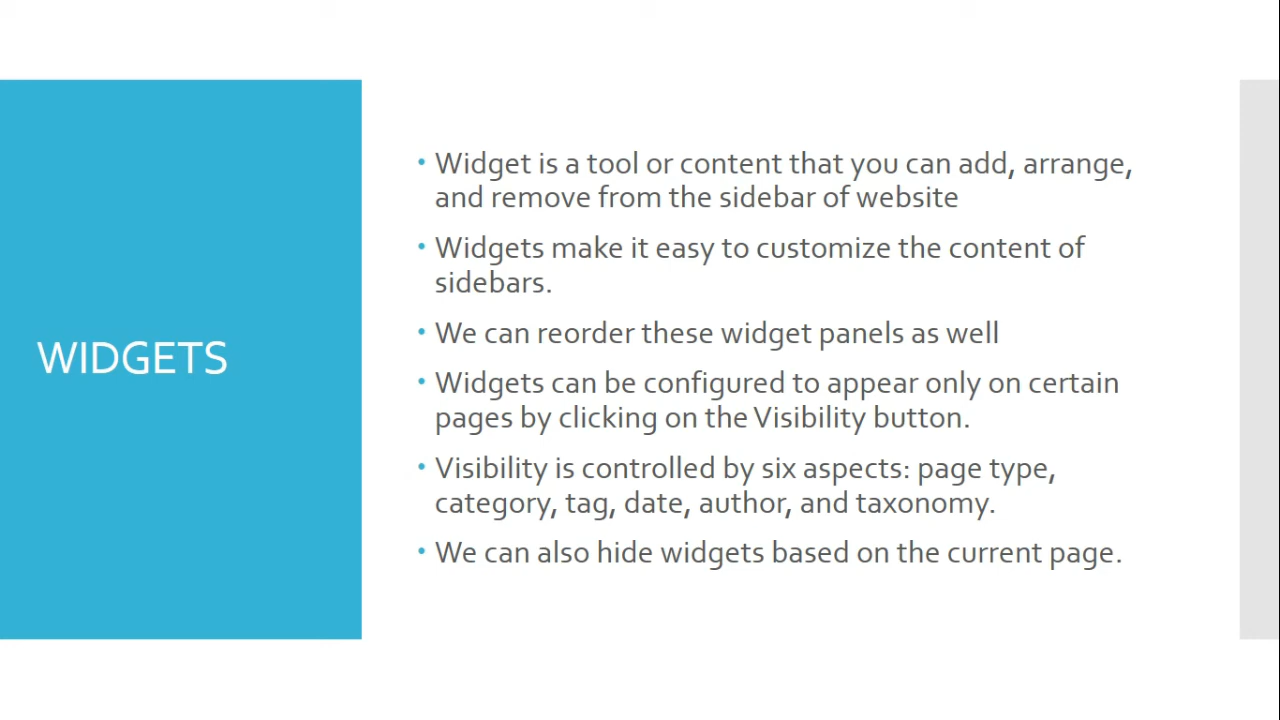 WIDGETS
• Widget is a tool or content that you can add, arrange,
and remove from the sidebar of website
• Widgets make it easy to customize the content of
sidebars.
• We can reorder these widget panels as well
• Widgets can be configured to appear only on certain
pages by clicking on the Visibility button.
• Visibility is controlled by six aspects: page type,
category, tag, date, author, and taxonomy.
• We can also hide widgets based on the current page.